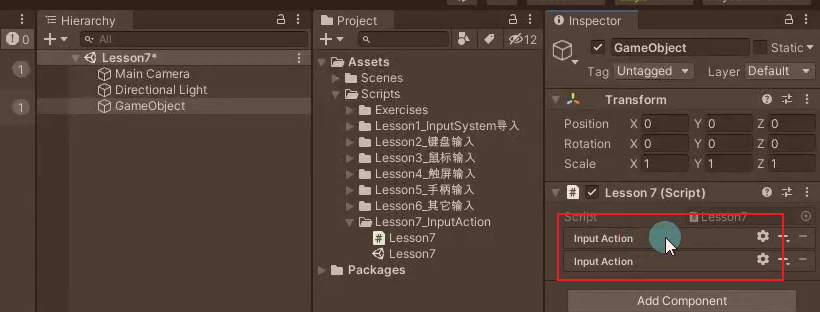 Hierarchy
All
0
Lesson7*
1
Main Camera
Directional Light
1
GameObject
Project
12
Assets
Scenes
Scripts
Exercises
Lesson1_InputSystem导入
Lesson2_键盘输入
Lesson3_鼠标输入
Lesson4_触屏输入
Lesson5_手柄输入
Lesson6_其它输入
Lesson7_InputAction
Lesson7
Lesson7
Packages
Inspector
GameObject
Static
Tag Untagged Layer Default
Transform
Position X 0 Y 0 Z 0
Rotation X 0 Y 0 Z 0
Scale X 1 Y 1 Z 1
# Lesson 7 (Script)
Script Lesson7
Input Action
Input Action
Add Component